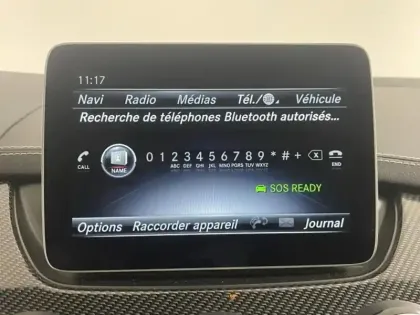 11:17
Navi Radio Médias Tél./ Véhicule
Recherche de téléphones Bluetooth autorisés...
CALL NAME 0 1 2 3 4 5 6 7 8 9 * # + END
ABC DEF GHI JKL MNO PQRS TUV WXYZ
SOS READY
Options Raccorder appareil Journal